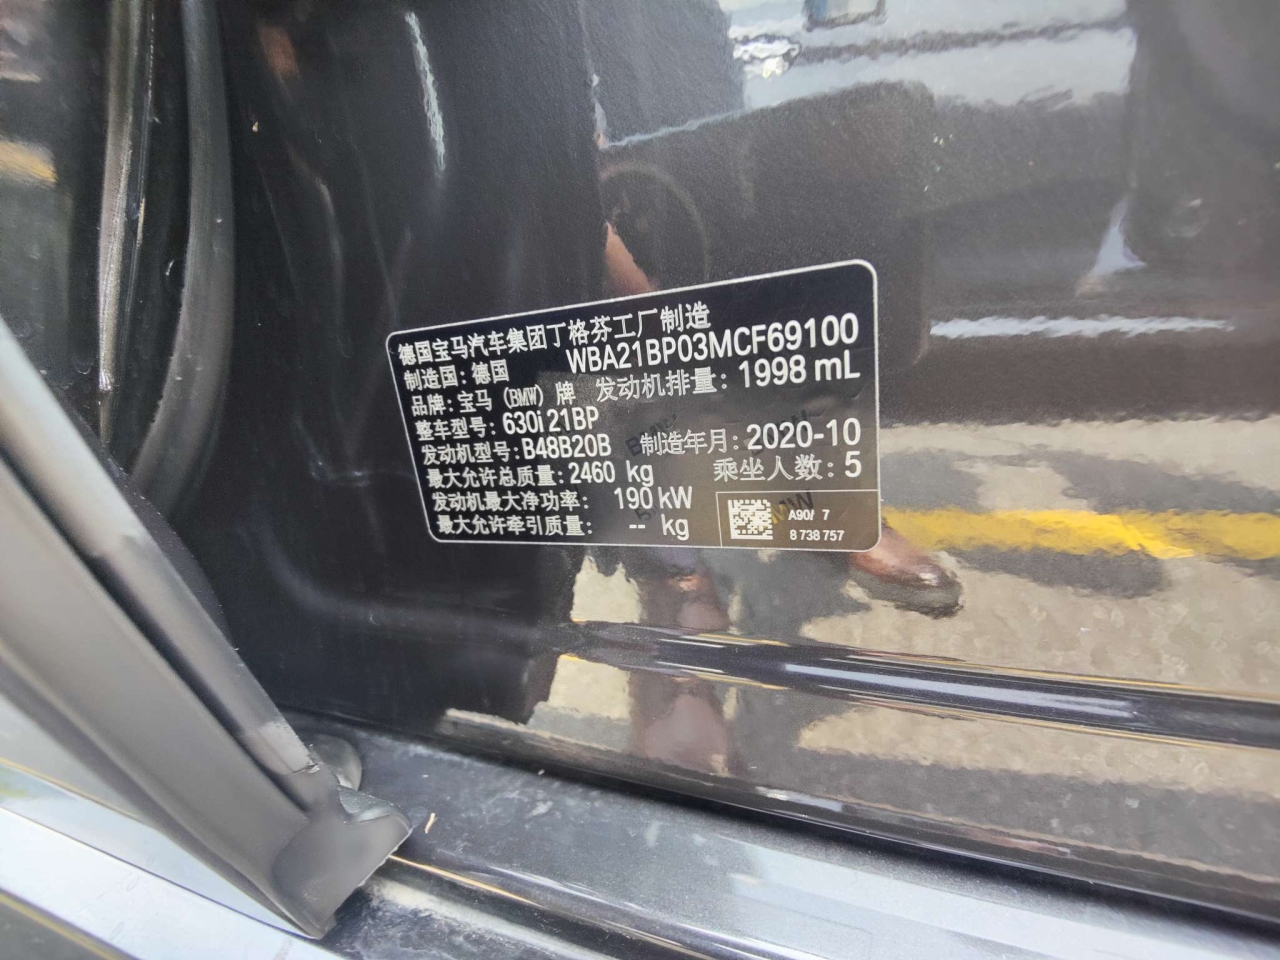 德国宝马汽车集团丁格芬工厂制造
制造国：德国 WBA21BP03MCF69100
品牌：宝马 (BMW) 牌 发动机排量：1998 mL
整车型号：630i 21BP
发动机型号：B48B20B 制造年月：2020-10
最大允许总质量：2460 kg 乘坐人数：5
发动机最大净功率： 190 kW
最大允许牵引质量： -- kg
A90/ 7
8 738 757